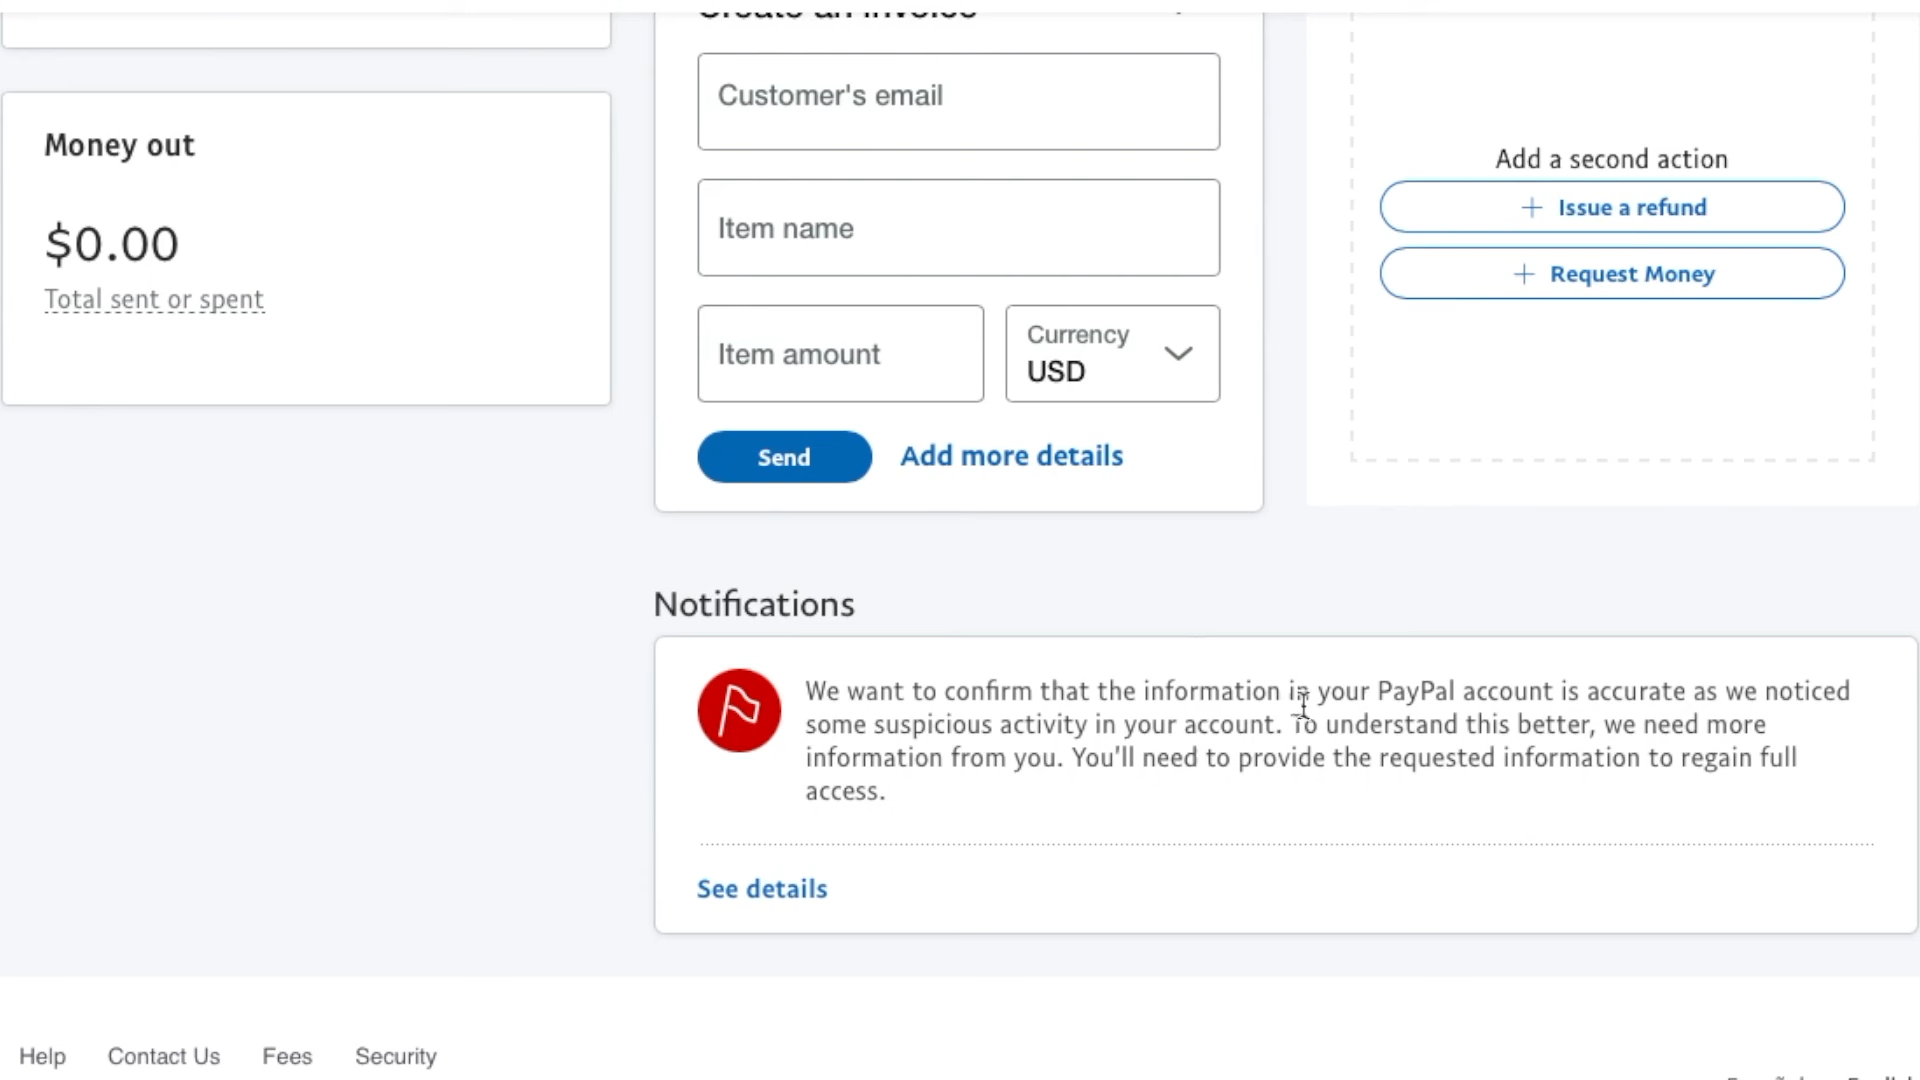 Create an invoice
Money out
$0.00
Total sent or spent
Customer's email
Item name
Item amount
Currency
USD
Send
Add more details
Add a second action
+ Issue a refund
+ Request Money
Notifications
We want to confirm that the information in your PayPal account is accurate as we noticed
some suspicious activity in your account. To understand this better, we need more
information from you. You'll need to provide the requested information to regain full
access.
See details
Help
Contact Us
Fees
Security